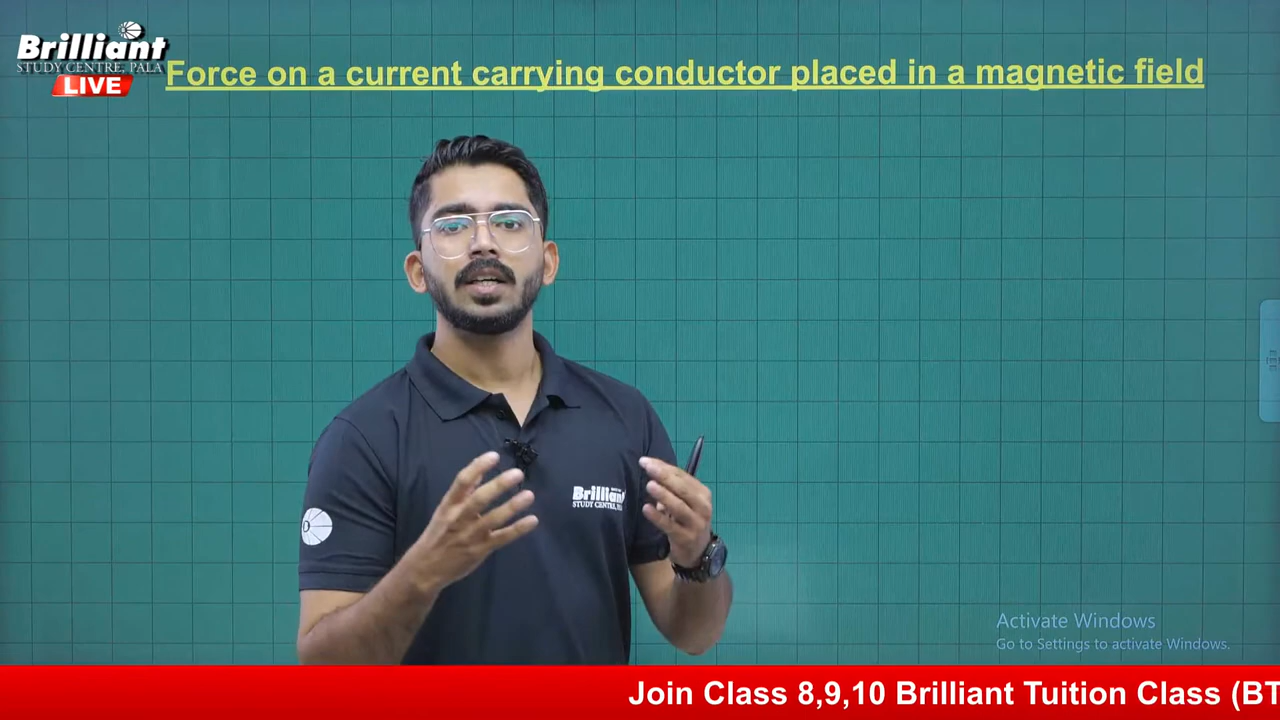 Brilliant
STUDY CENTRE, PALA
LIVE
Force on a current carrying conductor placed in a magnetic field
Brilliant
STUDY CENTRE,
Activate Windows
Go to Settings to activate Windows.
Join Class 8,9,10 Brilliant Tuition Class (BT